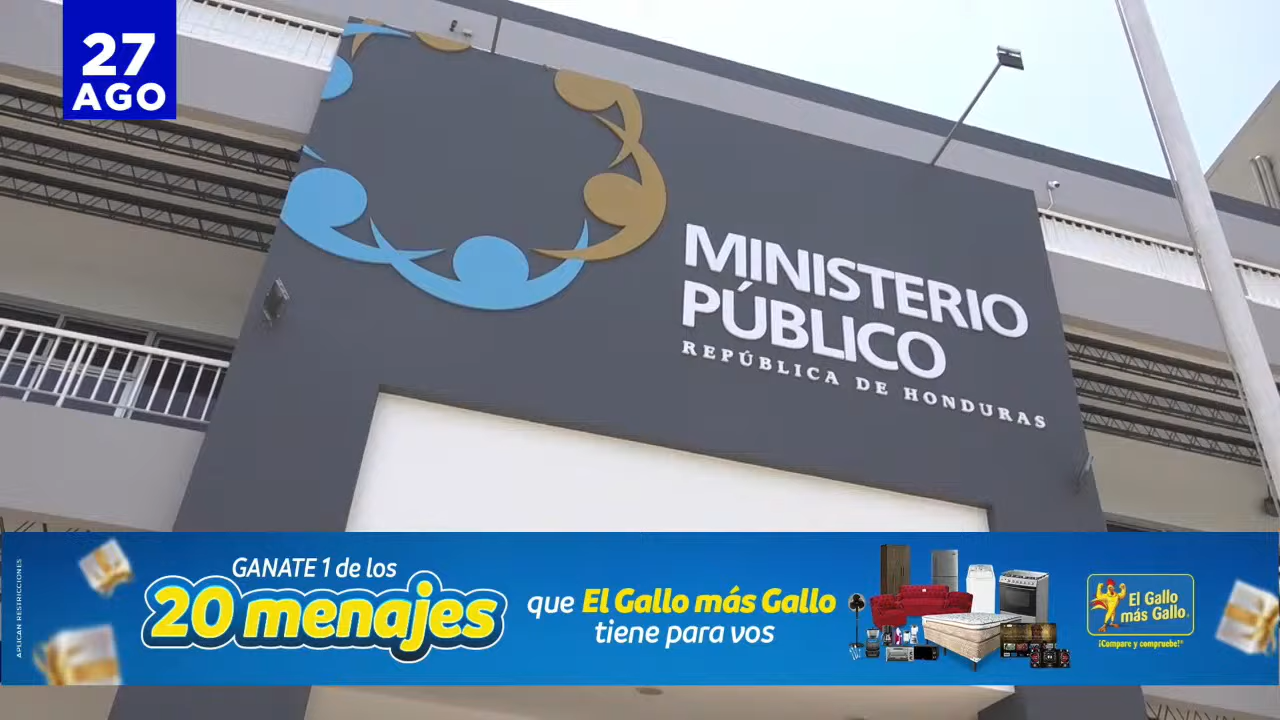 27
AGO
MINISTERIO
PÚBLICO
REPÚBLICA DE HONDURAS
APLICAN RESTRICCIONES
GANATE 1 de los
20 menajes
que El Gallo más Gallo
tiene para vos
El Gallo
más Gallo
¡Compare y compruebe!